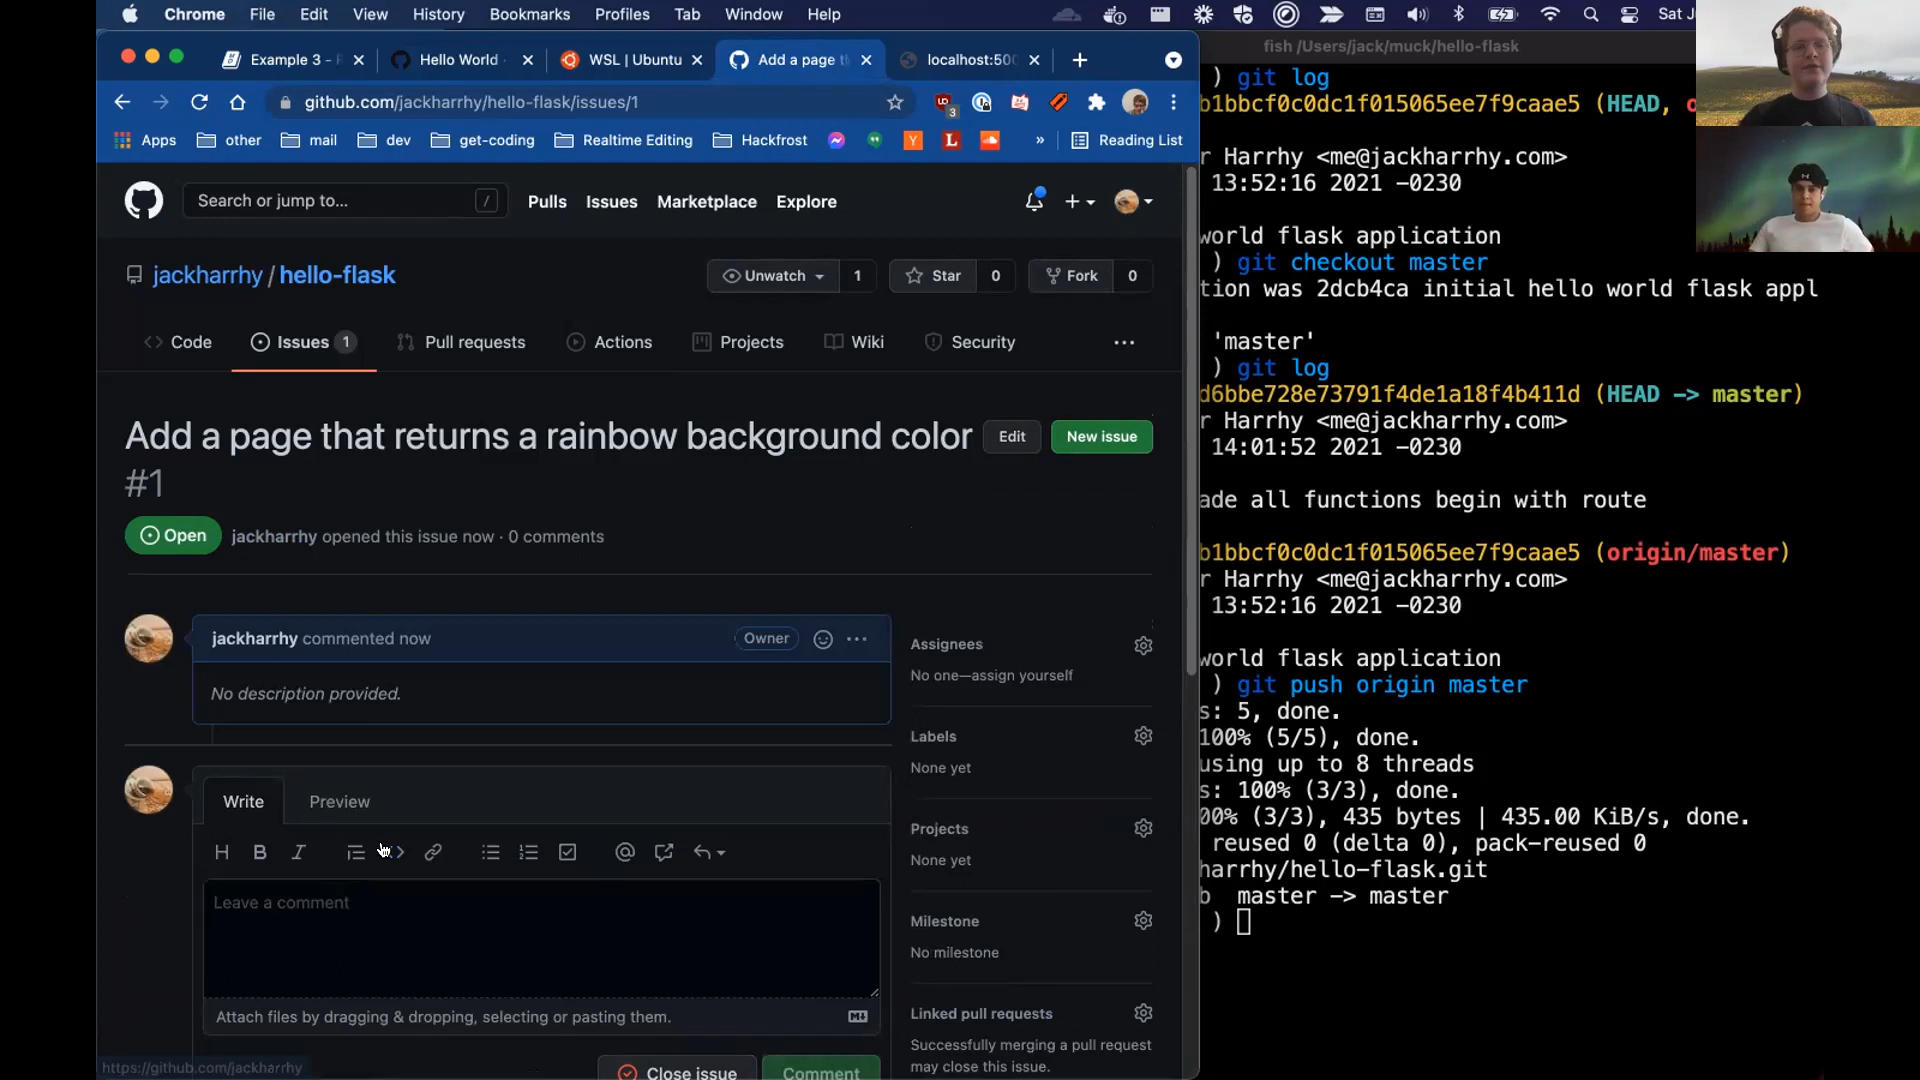 Chrome File Edit View History Bookmarks Profiles Tab Window Help
Sat
Example 3 -
Hello World
WSL | Ubuntu
Add a page
localhost:500
github.com/jackharrhy/hello-flask/issues/1
3
Apps other mail dev get-coding Realtime Editing Hackfrost » Reading List
Search or jump to... /
Pulls Issues Marketplace Explore
jackharrhy / hello-flask
Unwatch 1 Star 0 Fork 0
Code Issues 1 Pull requests Actions Projects Wiki Security ...
Add a page that returns a rainbow background color
#1
Edit New issue
Open jackharrhy opened this issue now · 0 comments
jackharrhy commented now
Owner
No description provided.
Write Preview
Leave a comment
Attach files by dragging & dropping, selecting or pasting them.
Close issue Comment
Assignees
No one—assign yourself
Labels
None yet
Projects
None yet
Milestone
No milestone
Linked pull requests
Successfully merging a pull request
may close this issue.
https://github.com/jackharrhy
fish /Users/jack/muck/hello-flask
) git log
b1bbcf0c0dc1f015065ee7f9caae5 (HEAD, o
r Harrhy <me@jackharrhy.com>
13:52:16 2021 -0230
world flask application
) git checkout master
tion was 2dcb4ca initial hello world flask appl
'master'
) git log
d6bbe728e73791f4de1a18f4b411d (HEAD -> master)
r Harrhy <me@jackharrhy.com>
14:01:52 2021 -0230
ade all functions begin with route
b1bbcf0c0dc1f015065ee7f9caae5 (origin/master)
r Harrhy <me@jackharrhy.com>
13:52:16 2021 -0230
world flask application
) git push origin master
s: 5, done.
100% (5/5), done.
using up to 8 threads
s: 100% (3/3), done.
00% (3/3), 435 bytes | 435.00 KiB/s, done.
reused 0 (delta 0), pack-reused 0
harrhy/hello-flask.git
b master -> master
)